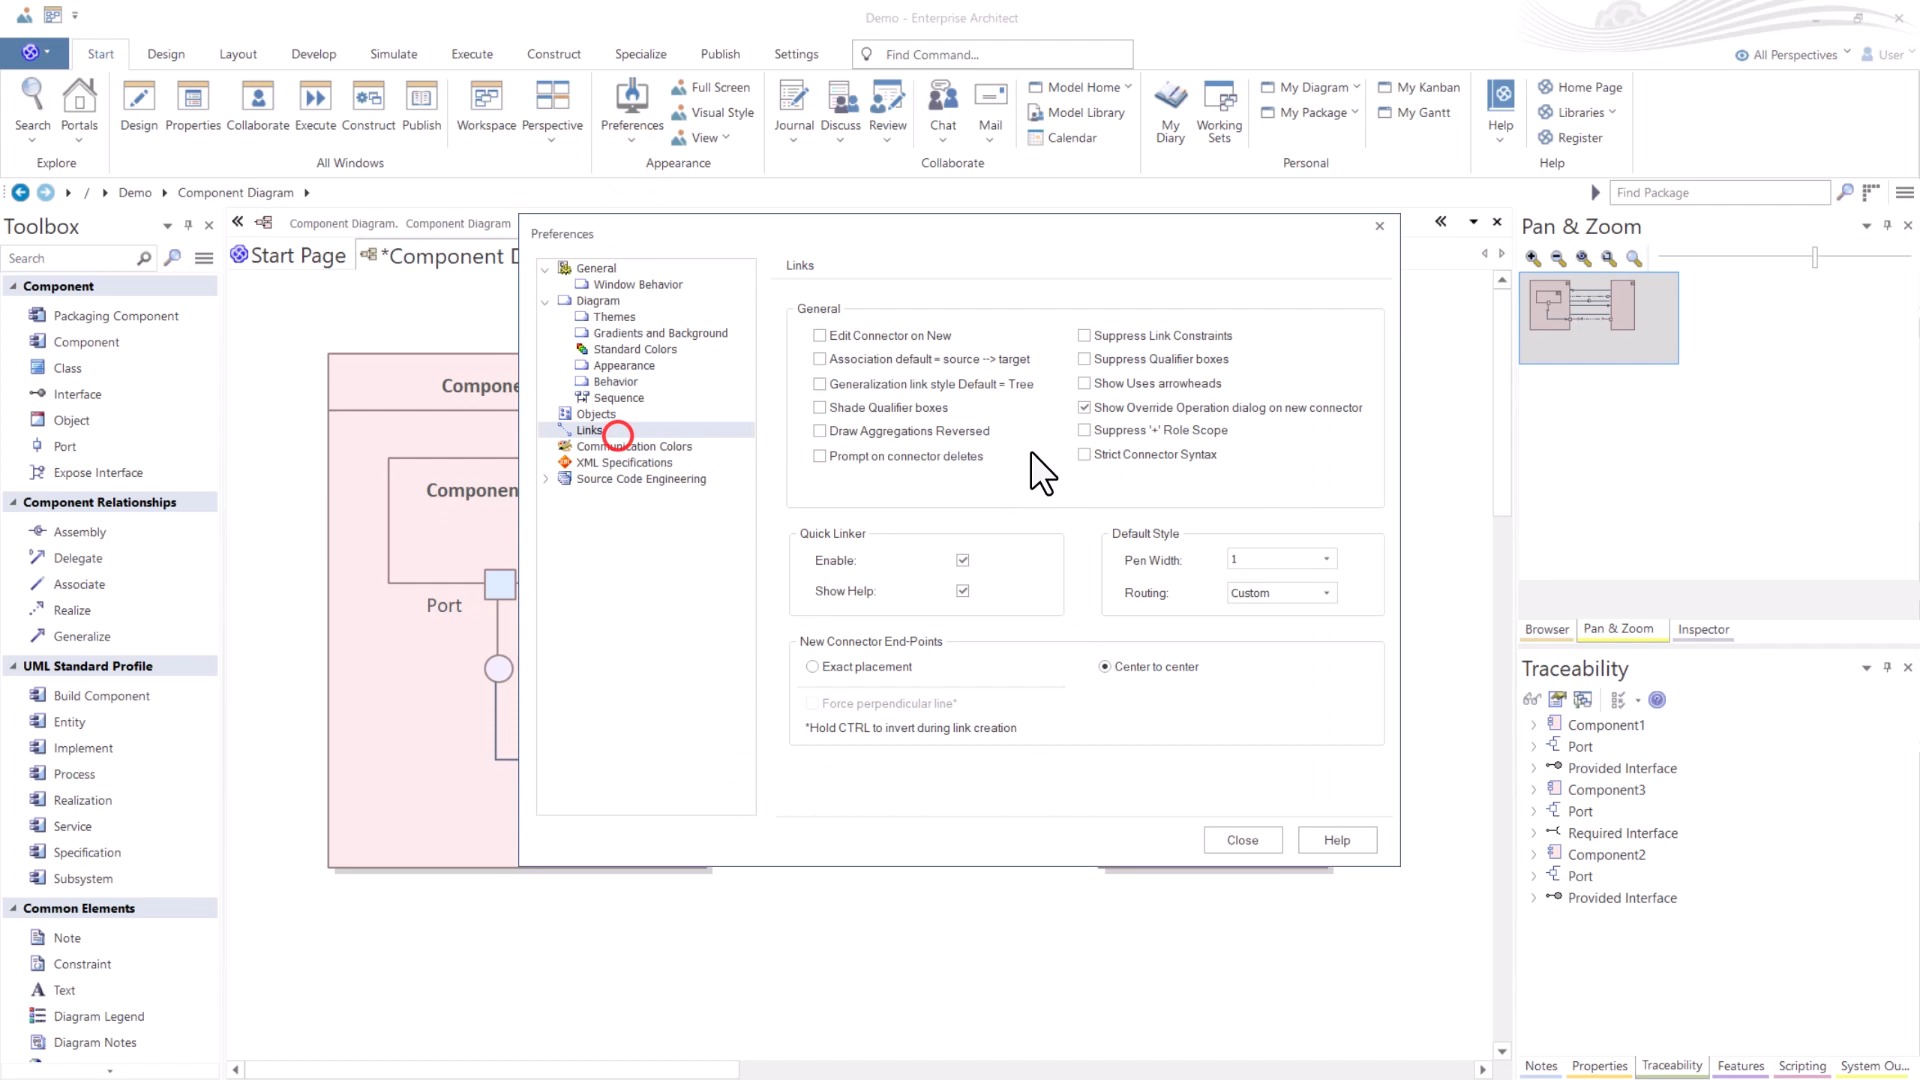 Demo - Enterprise Architect
Start
Design
Layout
Develop
Simulate
Execute
Construct
Specialize
Publish
Settings
Find Command...
All Perspectives
User
Search
Portals
Explore
Design
Properties
Collaborate
Execute
Construct
Publish
All Windows
Workspace
Perspective
Preferences
Full Screen
Visual Style
View
Appearance
Journal
Discuss
Review
Chat
Mail
Model Home
Model Library
Calendar
Collaborate
My Diary
Working Sets
My Diagram
My Package
My Kanban
My Gantt
Personal
Help
Home Page
Libraries
Register
Help
/ Demo Component Diagram
Find Package
Toolbox
Search
Component
Packaging Component
Component
Class
Interface
Object
Port
Expose Interface
Component Relationships
Assembly
Delegate
Associate
Realize
Generalize
UML Standard Profile
Build Component
Entity
Implement
Process
Realization
Service
Specification
Subsystem
Common Elements
Note
Constraint
Text
Diagram Legend
Diagram Notes
Component Diagram. Component Diagram
Start Page
*Component D
Compone
Componen
Port
Preferences
General
Window Behavior
Diagram
Themes
Gradients and Background
Standard Colors
Appearance
Behavior
Sequence
Objects
Links
Communication Colors
XML Specifications
Source Code Engineering
Links
General
Edit Connector on New
Association default = source --> target
Generalization link style Default = Tree
Shade Qualifier boxes
Draw Aggregations Reversed
Prompt on connector deletes
Suppress Link Constraints
Suppress Qualifier boxes
Show Uses arrowheads
Show Override Operation dialog on new connector
Suppress '+' Role Scope
Strict Connector Syntax
Quick Linker
Enable:
Show Help:
Default Style
Pen Width: 1
Routing: Custom
New Connector End-Points
Exact placement
Center to center
Force perpendicular line*
*Hold CTRL to invert during link creation
Close
Help
Pan & Zoom
Browser
Pan & Zoom
Inspector
Traceability
Component1
Port
Provided Interface
Component3
Port
Required Interface
Component2
Port
Provided Interface
Notes
Properties
Traceability
Features
Scripting
System Ou...